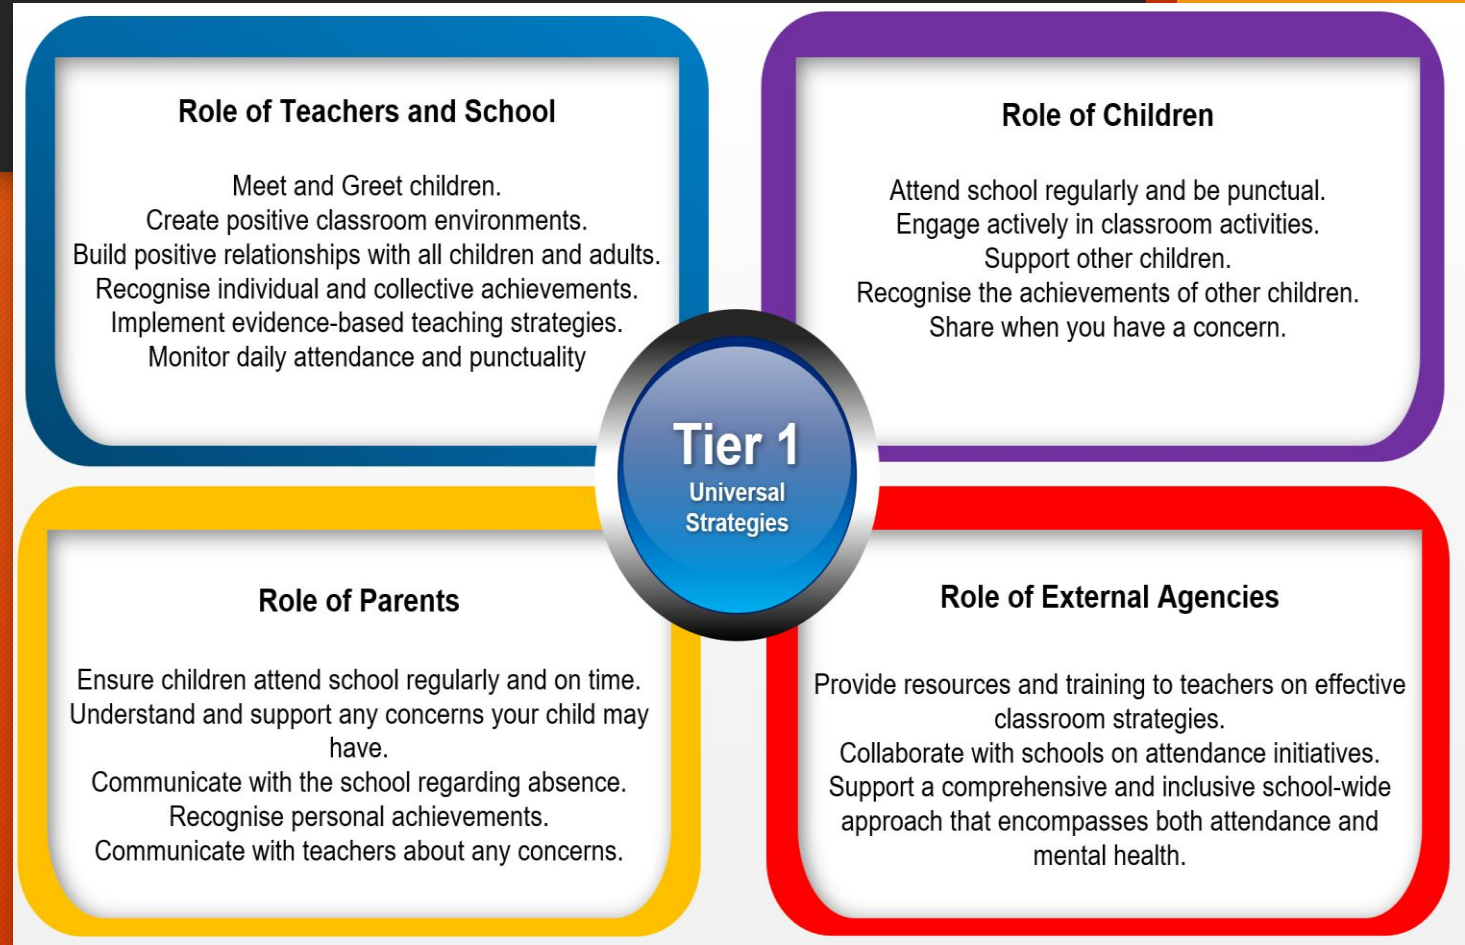 Role of Teachers and School
Meet and Greet children.
Create positive classroom environments.
Build positive relationships with all children and adults.
Recognise individual and collective achievements.
Implement evidence-based teaching strategies.
Monitor daily attendance and punctuality
Role of Children
Attend school regularly and be punctual.
Engage actively in classroom activities.
Support other children.
Recognise the achievements of other children.
Share when you have a concern.
Tier 1
Universal
Strategies
Role of Parents
Ensure children attend school regularly and on time.
Understand and support any concerns your child may
have.
Communicate with the school regarding absence.
Recognise personal achievements.
Communicate with teachers about any concerns.
Role of External Agencies
Provide resources and training to teachers on effective
classroom strategies.
Collaborate with schools on attendance initiatives.
Support a comprehensive and inclusive school-wide
approach that encompasses both attendance and
mental health.